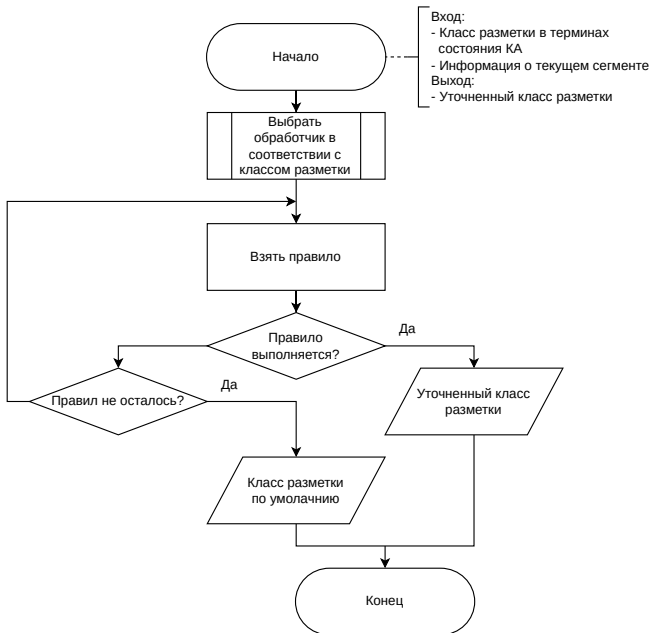 Вход:
- Класс разметки в терминах
состояния КА
- Информация о текущем сегменте
Выход:
- Уточненный класс разметки
Начало
Выбрать
обработчик в
соответствии с
классом разметки
Взять правило
Правило
выполняется?
Да
Правил не осталось?
Да
Уточненный класс
разметки
Класс разметки
по умолачнию
Конец